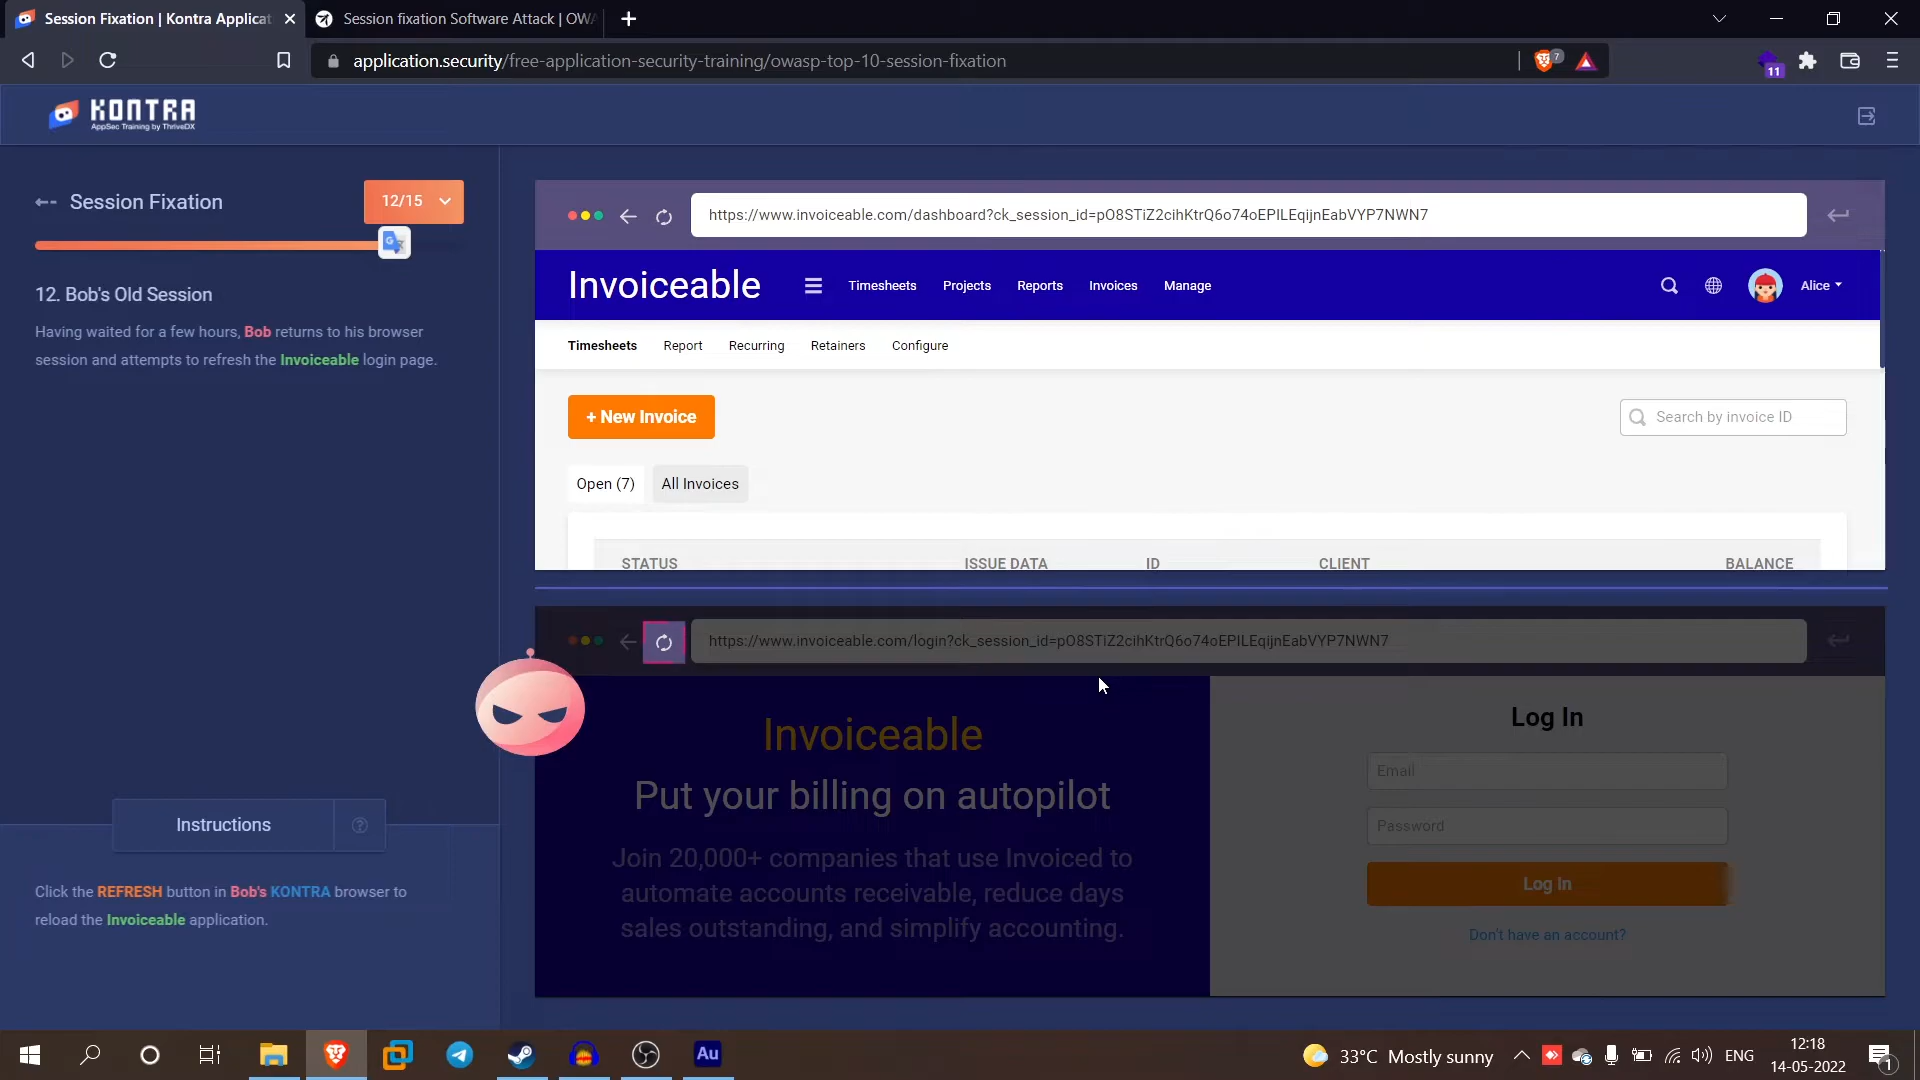 Session Fixation | Kontra Applicat
Session fixation Software Attack | OWA
application.security/free-application-security-training/owasp-top-10-session-fixation
7
11
KONTRA
AppSec Training by ThriveDX
Session Fixation
12/15
12. Bob's Old Session
Having waited for a few hours, Bob returns to his browser
session and attempts to refresh the Invoiceable login page.
Instructions
?
Click the REFRESH button in Bob's KONTRA browser to
reload the Invoiceable application.
https://www.invoiceable.com/dashboard?ck_session_id=pO8STiZ2cihKtrQ6o74oEPILEqijnEabVYP7NWN7
Invoiceable
Timesheets
Projects
Reports
Invoices
Manage
Alice
Timesheets
Report
Recurring
Retainers
Configure
+ New Invoice
Search by invoice ID
Open (7)
All Invoices
STATUS
ISSUE DATA
ID
CLIENT
BALANCE
https://www.invoiceable.com/login?ck_session_id=pO8STiZ2cihKtrQ6o74oEPILEqijnEabVYP7NWN7
Invoiceable
Put your billing on autopilot
Join 20,000+ companies that use Invoiced to
automate accounts receivable, reduce days
sales outstanding, and simplify accounting.
Log In
Email
Password
Log In
Don't have an account?
Au
33°C Mostly sunny
ENG
12:18
14-05-2022
1